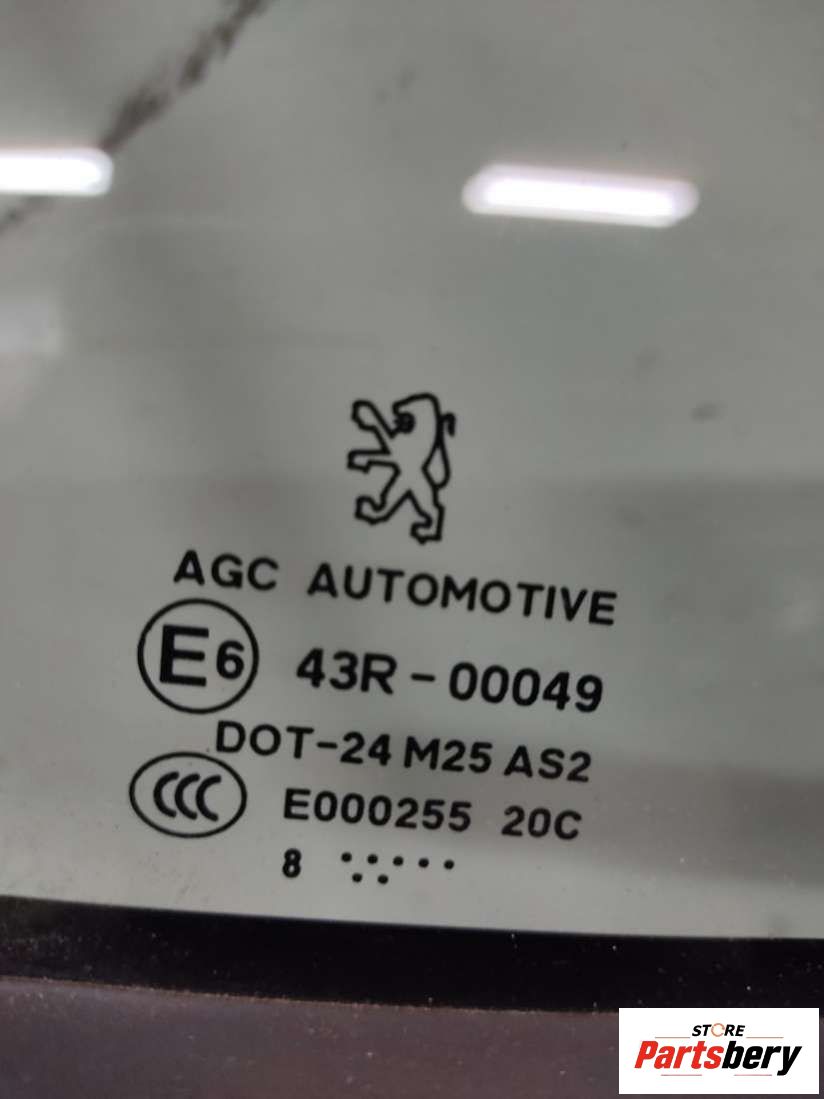 AGC AUTOMOTIVE
E6 43R-00049
DOT-24 M25 AS2
CCC E000255 20C
8
STORE
Partsbery